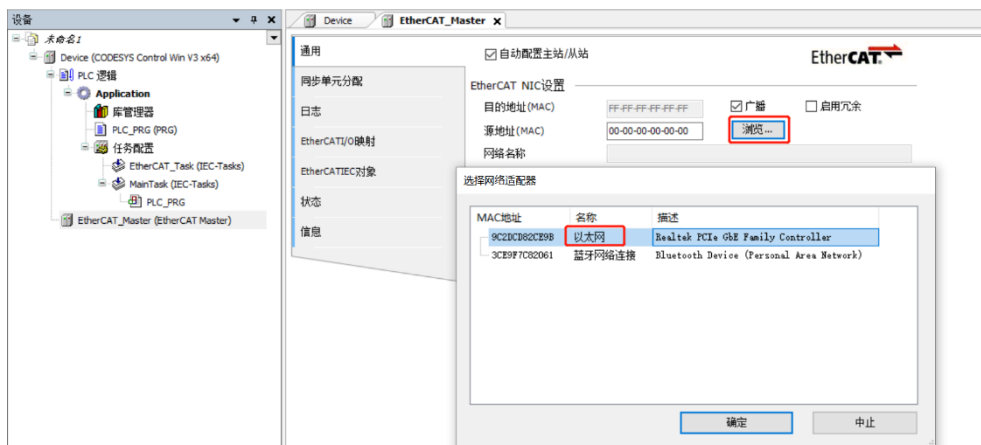 设备
未命名1
Device (CODESYS Control Win V3 x64)
PLC 逻辑
Application
库管理器
PLC_PRG (PRG)
任务配置
EtherCAT_Task (IEC-Tasks)
MainTask (IEC-Tasks)
PLC_PRG
EtherCAT_Master (EtherCAT Master)
Device EtherCAT_Master
通用
同步单元分配
日志
EtherCATI/O映射
EtherCATIEC对象
状态
信息
自动配置主站/从站 EtherCAT
EtherCAT NIC设置
目的地址(MAC) FF-FF-FF-FF-FF-FF 广播 启用冗余
源地址(MAC) 00-00-00-00-00-00 浏览...
网络名称
选择网络适配器
MAC地址 名称 描述
9C2DCD82CE9B 以太网 Realtek PCIe GbE Family Controller
3CE9F7C82061 蓝牙网络连接 Bluetooth Device (Personal Area Network)
确定 中止